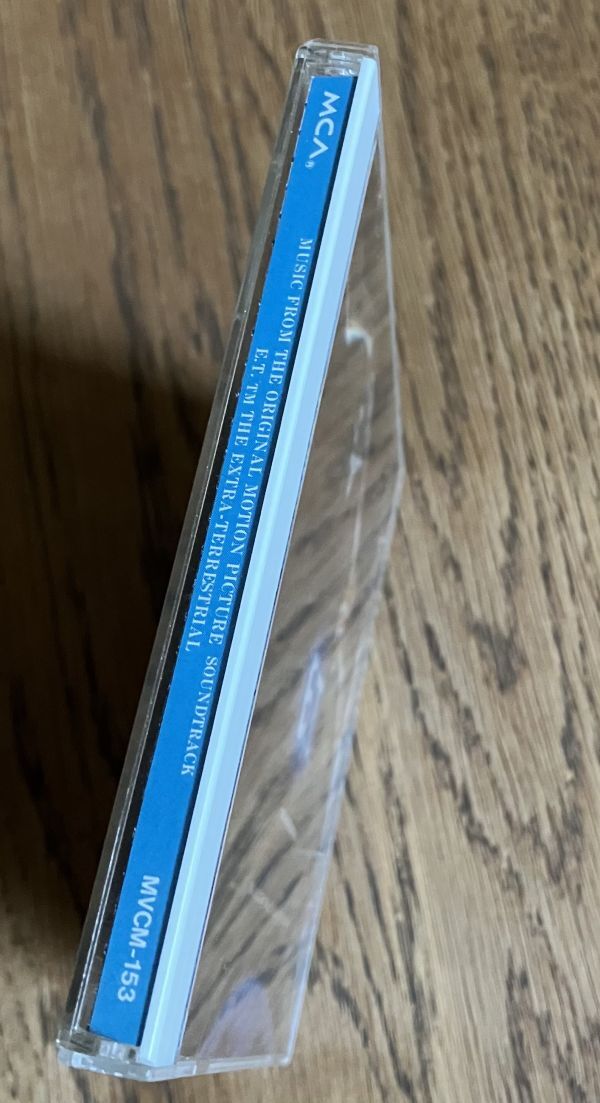 MCA®
MUSIC FROM THE ORIGINAL MOTION PICTURE SOUNDTRACK
E.T. TM THE EXTRA-TERRESTRIAL
MVCM-153